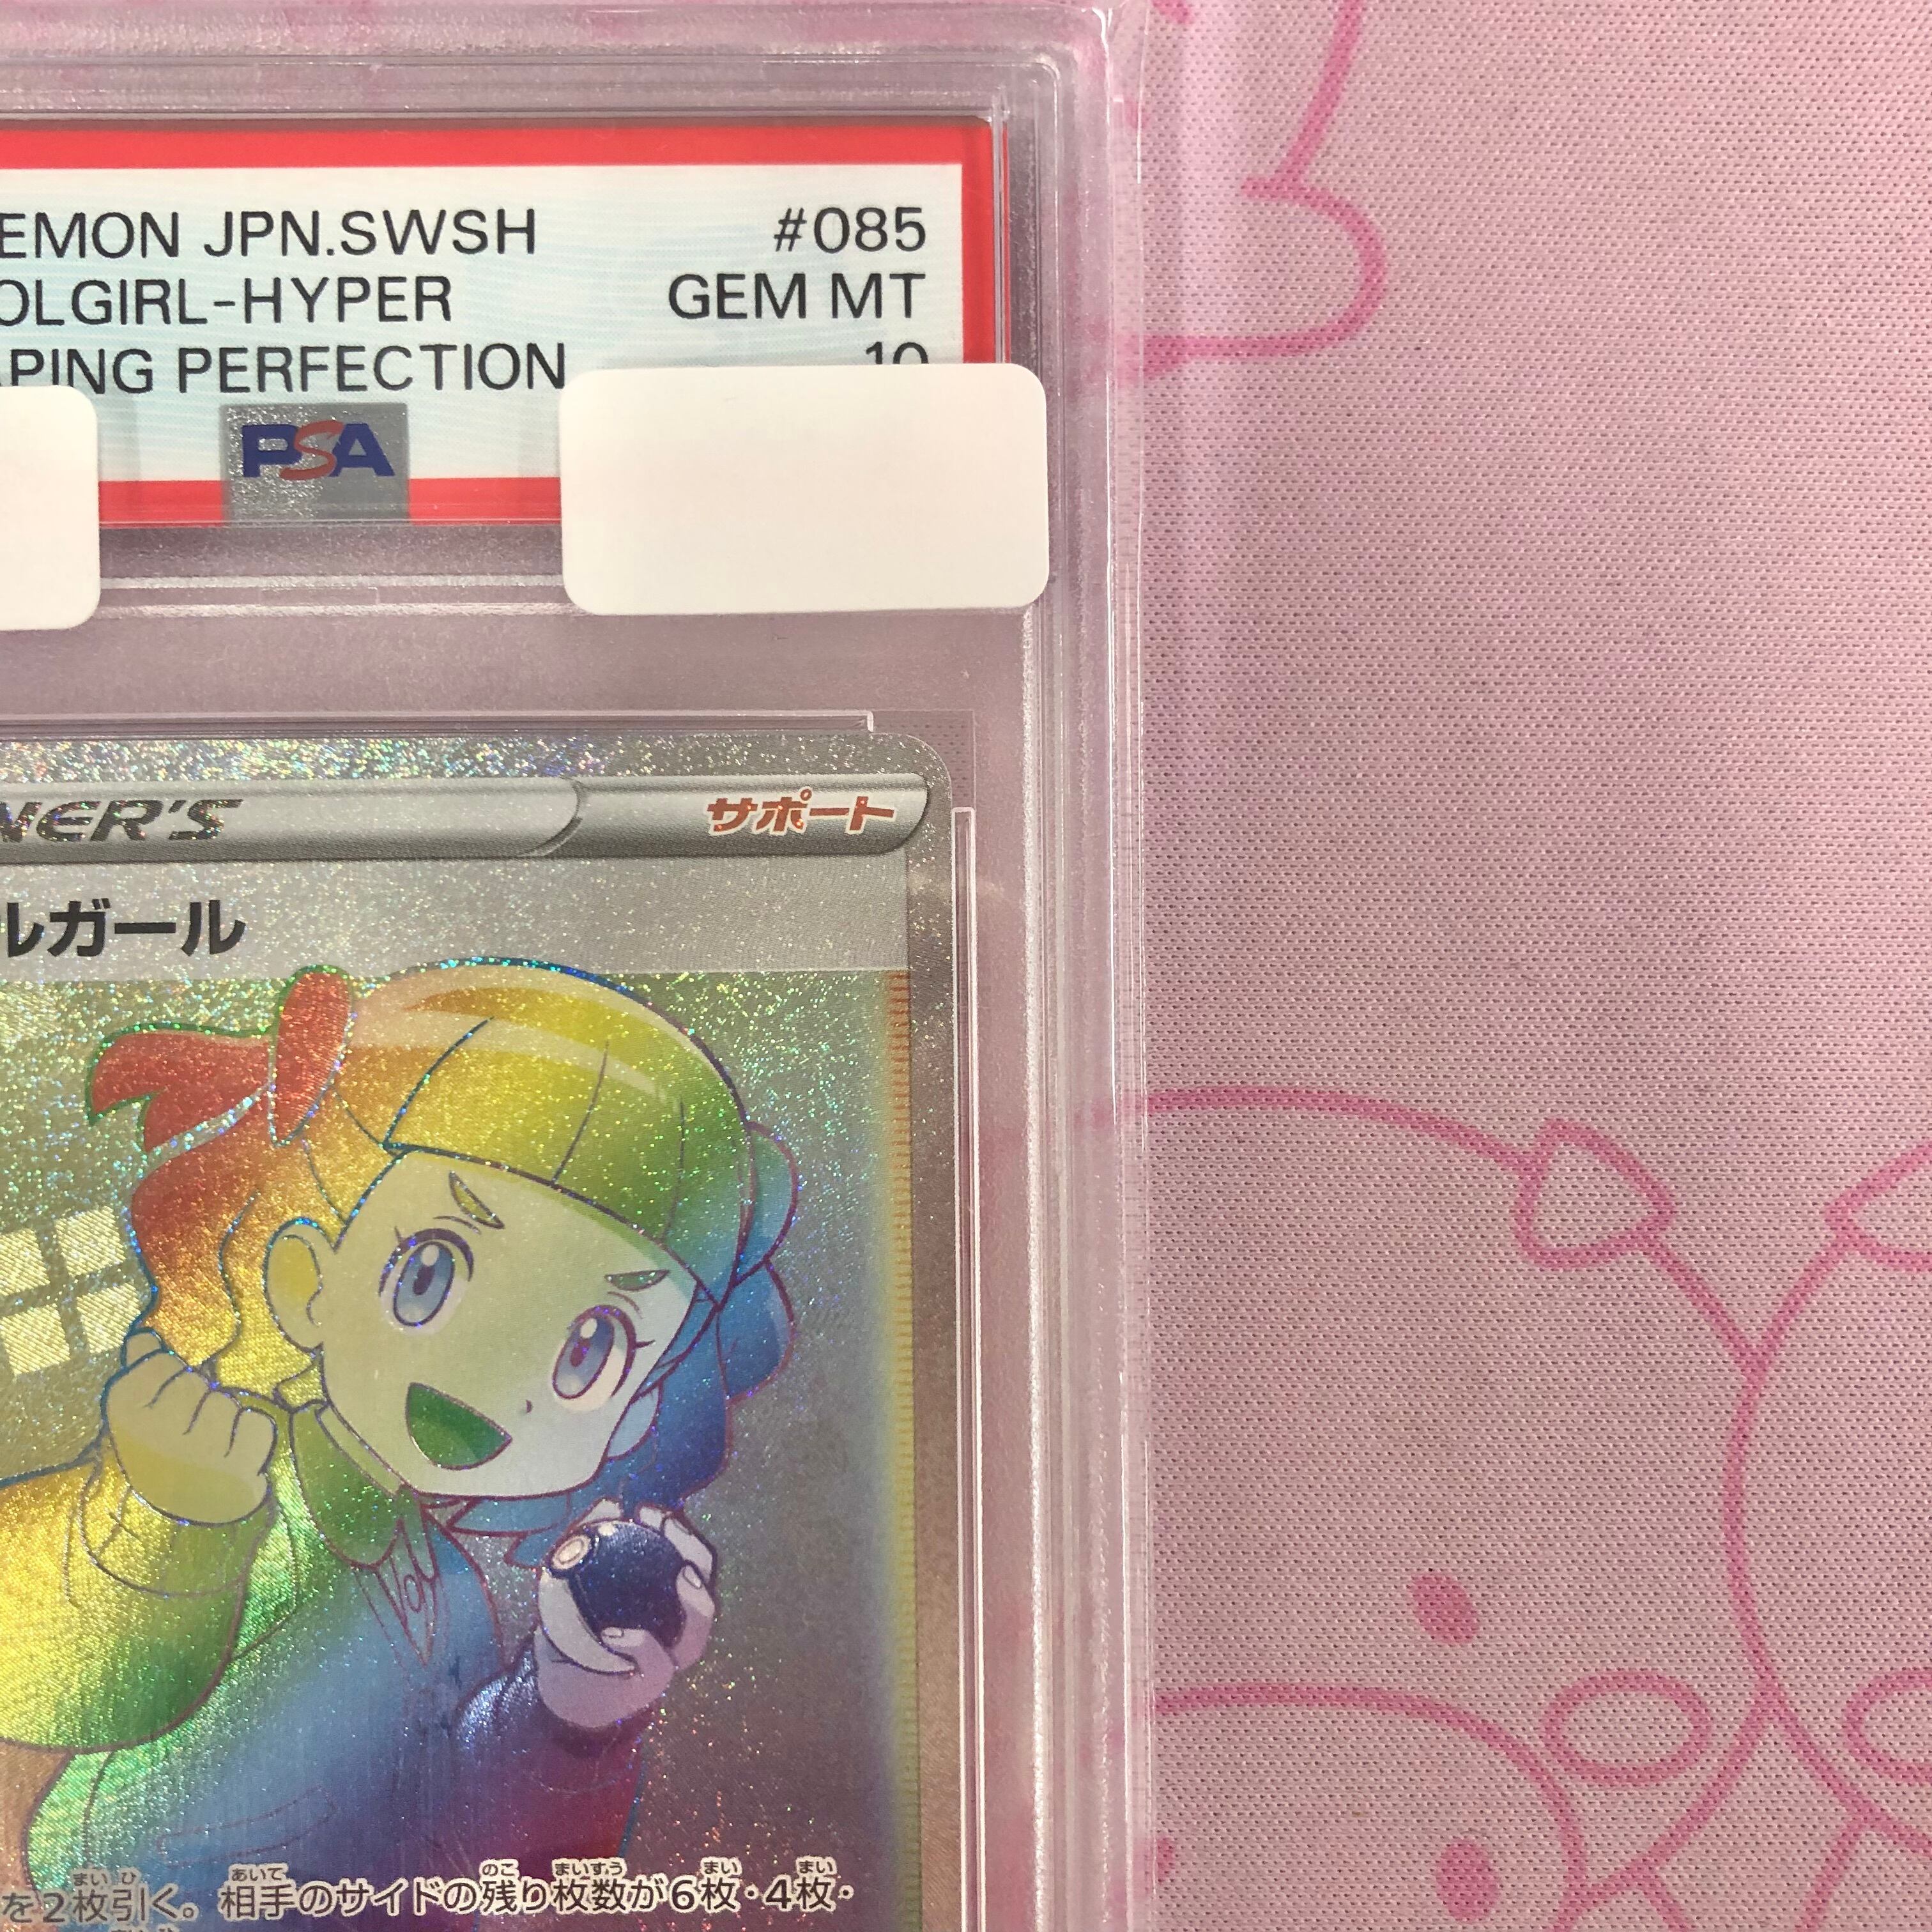 EMON JPN.SWSH #085
OLGIRL-HYPER GEM MT
APING PERFECTION 10
PSA
NER'S サポート
ルガール
を2枚引く。相手のサイドの残り枚数が6枚・4枚・